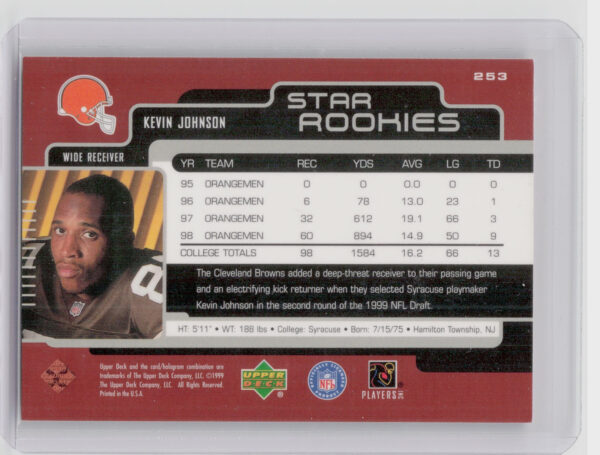 253
STAR
ROOKIES
KEVIN JOHNSON
WIDE RECEIVER
YR TEAM REC YDS AVG LG TD
95 ORANGEMEN 0 0 0.0 0 0
96 ORANGEMEN 6 78 13.0 23 1
97 ORANGEMEN 32 612 19.1 66 3
98 ORANGEMEN 60 894 14.9 50 9
COLLEGE TOTALS 98 1584 16.2 66 13
The Cleveland Browns added a deep-threat receiver to their passing game
and an electrifying kick returner when they selected Syracuse playmaker
Kevin Johnson in the second round of the 1999 NFL Draft.
HT: 5'11" • WT: 188 lbs • College: Syracuse • Born: 7/15/75 • Hamilton Township, NJ
Upper Deck and the card/hologram combination are
trademarks of The Upper Deck Company, LLC. ©1999
The Upper Deck Company, LLC. All Rights Reserved.
Printed in the U.S.A.
UPPER
DECK
NFL
PLAYERS INC